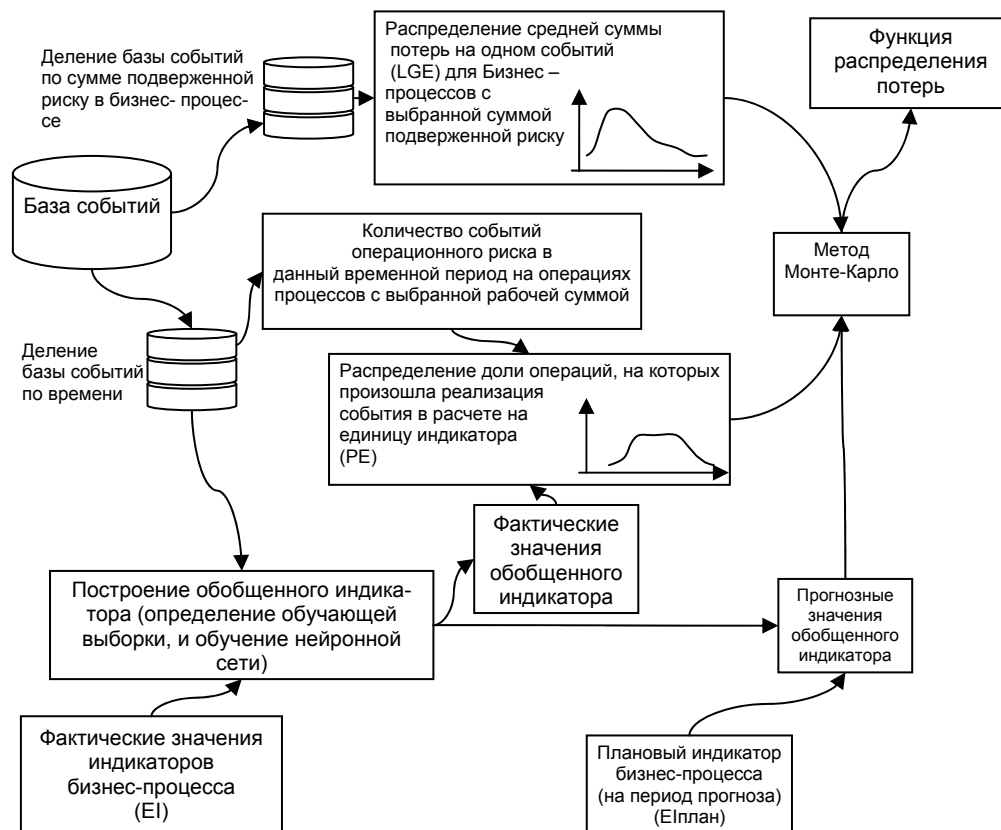 Деление базы событий
по сумме подверженной
риску в бизнес- процес-
се
Распределение средней суммы
потерь на одном событий
(LGE) для Бизнес –
процессов с
выбранной суммой
подверженной риску
Функция
распределения
потерь
База событий
Количество событий
операционного риска в
данный временной период на операциях
процессов с выбранной рабочей суммой
Метод
Монте-Карло
Деление
базы событий
по времени
Распределение доли операций, на которых
произошла реализация
события в расчете на
единицу индикатора
(PE)
Фактические
значения
обобщенного
индикатора
Построение обобщенного индика-
тора (определение обучающей
выборки, и обучение нейронной
сети)
Прогнозные
значения
обобщенного
индикатора
Фактические значения
индикаторов
бизнес-процесса
(EI)
Плановый индикатор
бизнес-процесса
(на период прогноза)
(EIплан)